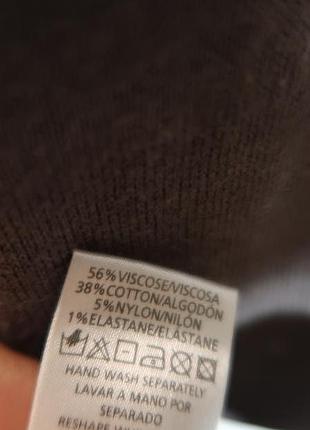 56% VISCOSE/VISCOSA
38% COTTON/ALGODÓN
5% NYLON/NILÓN
1% ELASTANE/ELASTANE
HAND WASH SEPARATELY
LAVAR A MANO POR
SEPARADO
RESHAPE